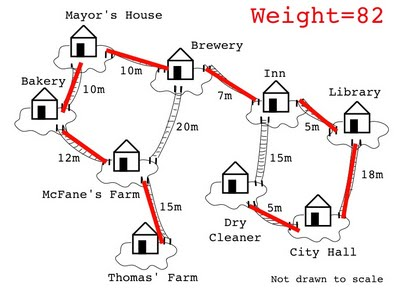 Mayor's House
Weight=82
Brewery
10m
Inn
Bakery
10m
7m
Library
5m
20m
12m
15m
18m
McFane's Farm
15m
5m
Dry
Cleaner
City Hall
Thomas' Farm
Not drawn to scale